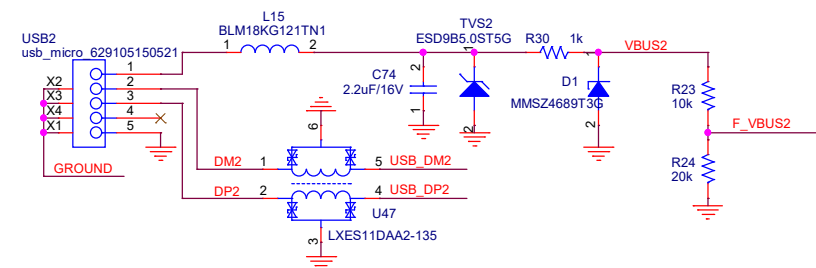 L15
BLM18KG121TN1
1
2
TVS2
ESD9B5.0ST5G
1
2
R30
1k
1
VBUS2
USB2
usb_micro_629105150521
1
2
3
4
5
X2
X3
X4
X1
GROUND
2
C74
2.2uF/16V
1
D1
MMSZ4689T3G
2
R23
10k
F_VBUS2
R24
20k
6
DM2
1
5
USB_DM2
DP2
2
4
USB_DP2
U47
3
LXES11DAA2-135